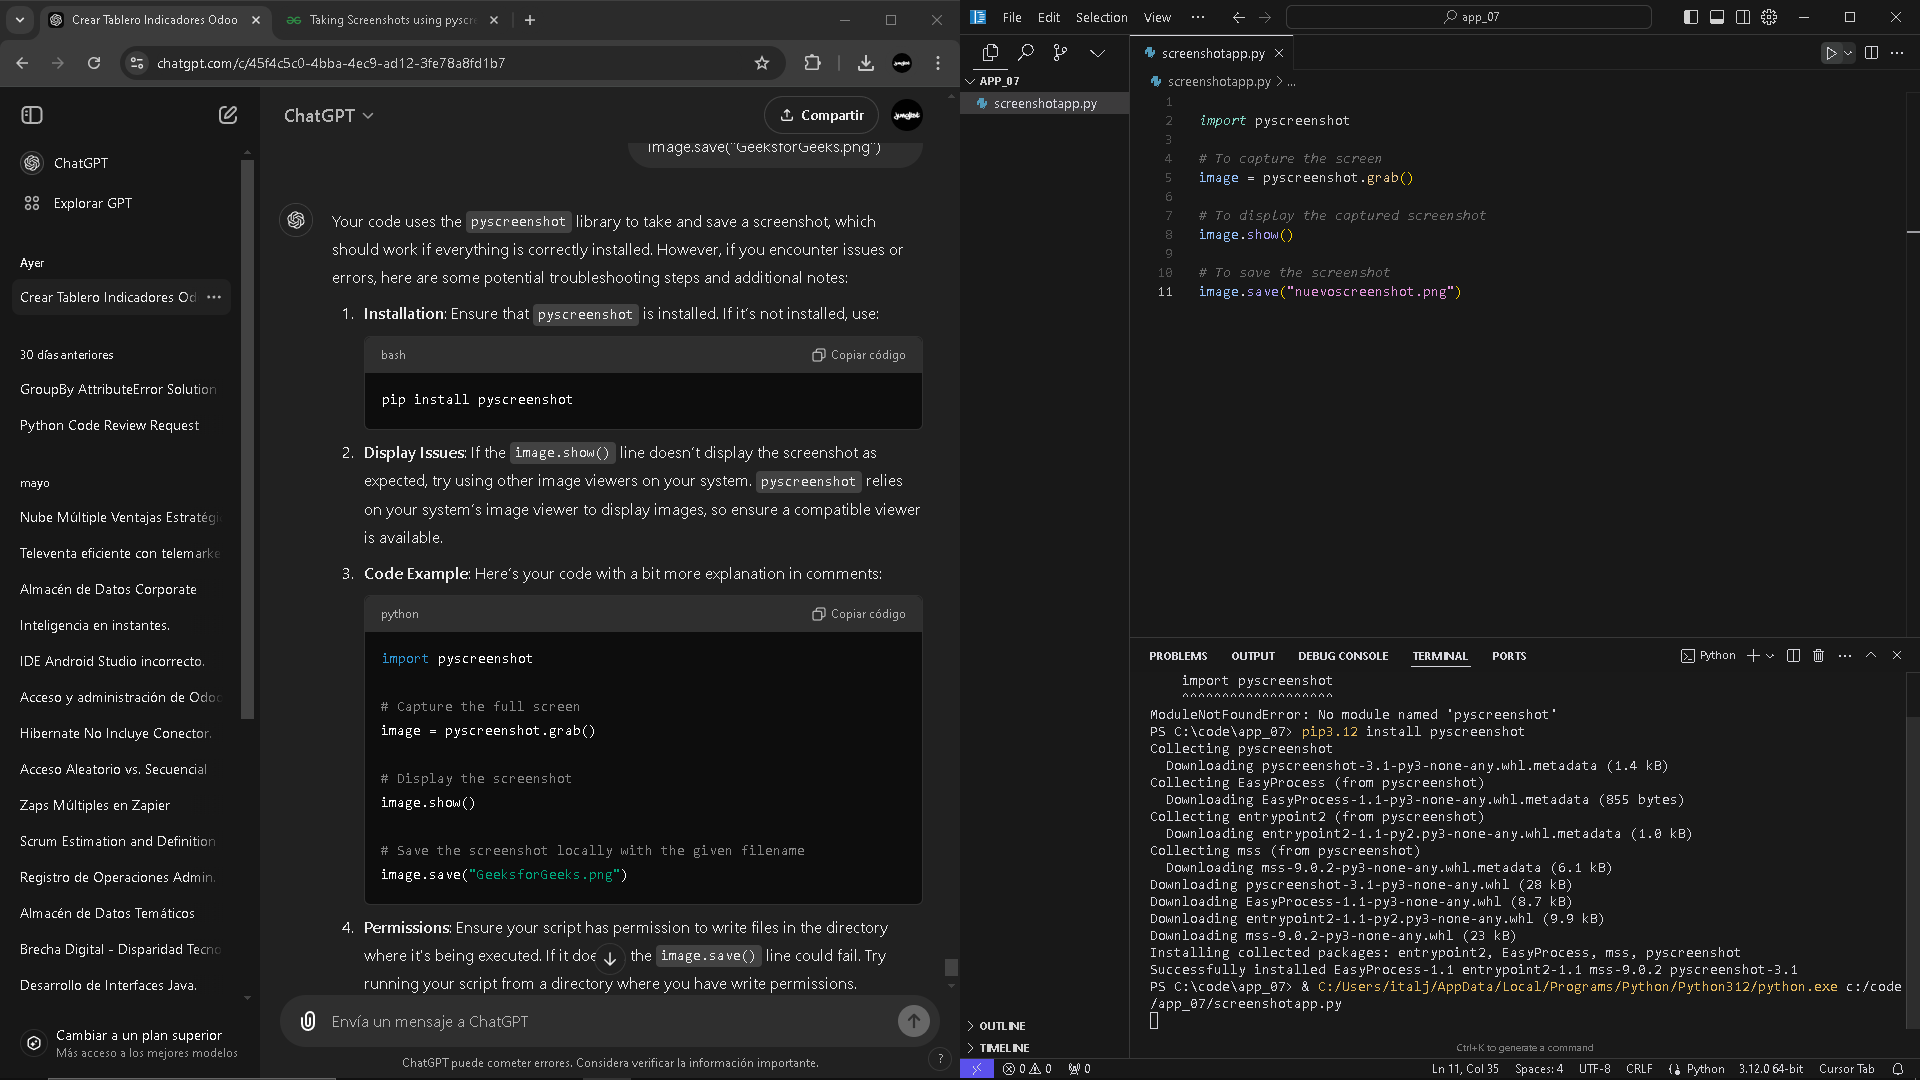 Crear Tablero Indicadores Odoo
Taking Screenshots using pyscre
chatgpt.com/c/45f4c5c0-4bba-4ec9-ad12-3fe78a8fd1b7
ChatGPT
Explorar GPT
Ayer
Crear Tablero Indicadores Od
30 días anteriores
GroupBy AttributeError Solution
Python Code Review Request
mayo
Nube Múltiple Ventajas Estratégi
Televenta eficiente con telemarke
Almacén de Datos Corporate
Inteligencia en instantes.
IDE Android Studio incorrecto.
Acceso y administración de Odoo
Hibernate No Incluye Conector.
Acceso Aleatorio vs. Secuencial
Zaps Múltiples en Zapier
Scrum Estimation and Definition
Registro de Operaciones Admin.
Almacén de Datos Temáticos
Brecha Digital - Disparidad Tecno
Desarrollo de Interfaces Java.
Cambiar a un plan superior
Más acceso a los mejores modelos
ChatGPT
Compartir
image.save("GeeksforGeeks.png")
Your code uses the pyscreenshot library to take and save a screenshot, which
should work if everything is correctly installed. However, if you encounter issues or
errors, here are some potential troubleshooting steps and additional notes:
1. Installation: Ensure that pyscreenshot is installed. If it's not installed, use:
bash
Copiar código
pip install pyscreenshot
2. Display Issues: If the image.show() line doesn't display the screenshot as
expected, try using other image viewers on your system. pyscreenshot relies
on your system's image viewer to display images, so ensure a compatible viewer
is available.
3. Code Example: Here's your code with a bit more explanation in comments:
python
Copiar código
import pyscreenshot
# Capture the full screen
image = pyscreenshot.grab()
# Display the screenshot
image.show()
# Save the screenshot locally with the given filename
image.save("GeeksforGeeks.png")
4. Permissions: Ensure your script has permission to write files in the directory
where it's being executed. If it doe the image.save() line could fail. Try
running your script from a directory where you have write permissions.
Envía un mensaje a ChatGPT
ChatGPT puede cometer errores. Considera verificar la información importante.
?
File Edit Selection View ···
app_07
APP_07
screenshotapp.py
OUTLINE
TIMELINE
screenshotapp.py
screenshotapp.py > ...
1
2 import pyscreenshot
3
4 # To capture the screen
5 image = pyscreenshot.grab()
6
7 # To display the captured screenshot
8 image.show()
9
10 # To save the screenshot
11 image.save("nuevoscreenshot.png")
PROBLEMS OUTPUT DEBUG CONSOLE TERMINAL PORTS
Python
import pyscreenshot
^^^^^^^^^^^^^^^^^^^
ModuleNotFoundError: No module named 'pyscreenshot'
PS C:\code\app_07> pip3.12 install pyscreenshot
Collecting pyscreenshot
Downloading pyscreenshot-3.1-py3-none-any.whl.metadata (1.4 kB)
Collecting EasyProcess (from pyscreenshot)
Downloading EasyProcess-1.1-py3-none-any.whl.metadata (855 bytes)
Collecting entrypoint2 (from pyscreenshot)
Downloading entrypoint2-1.1-py2.py3-none-any.whl.metadata (1.0 kB)
Collecting mss (from pyscreenshot)
Downloading mss-9.0.2-py3-none-any.whl.metadata (6.1 kB)
Downloading pyscreenshot-3.1-py3-none-any.whl (28 kB)
Downloading EasyProcess-1.1-py3-none-any.whl (8.7 kB)
Downloading entrypoint2-1.1-py2.py3-none-any.whl (9.9 kB)
Downloading mss-9.0.2-py3-none-any.whl (23 kB)
Installing collected packages: entrypoint2, EasyProcess, mss, pyscreenshot
Successfully installed EasyProcess-1.1 entrypoint2-1.1 mss-9.0.2 pyscreenshot-3.1
PS C:\code\app_07> & C:/Users/italj/AppData/Local/Programs/Python/Python312/python.exe c:/code
/app_07/screenshotapp.py
Ctrl+K to generate a command
0 0 0
Ln 11, Col 35 Spaces: 4 UTF-8 CRLF Python 3.12.0 64-bit Cursor Tab